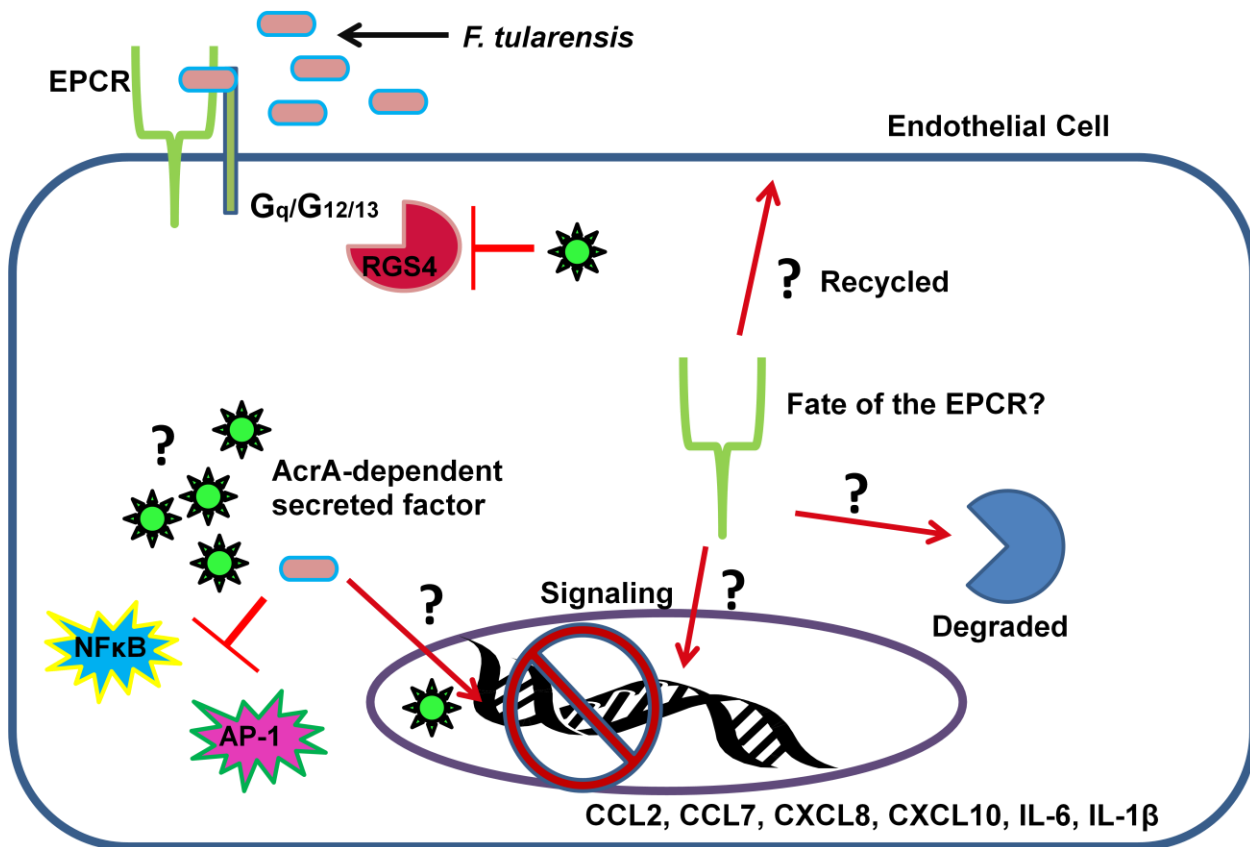 F. tularensis
EPCR
Endothelial Cell
Gq/G12/13
RGS4
?
Recycled
Fate of the EPCR?
?
AcrA-dependent
secreted factor
?
?
Signaling
?
Degraded
NFκB
AP-1
CCL2, CCL7, CXCL8, CXCL10, IL-6, IL-1β